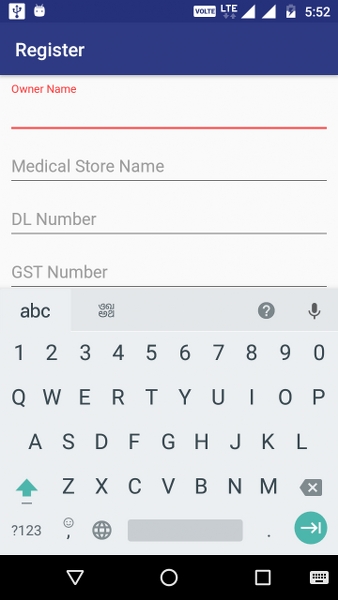 VOLTE LTE 5:52
Register
Owner Name
Medical Store Name
DL Number
GST Number
abc
1 2 3 4 5 6 7 8 9 0
Q W E R T Y U I O P
A S D F G H J K L
Z X C V B N M
?123 , .